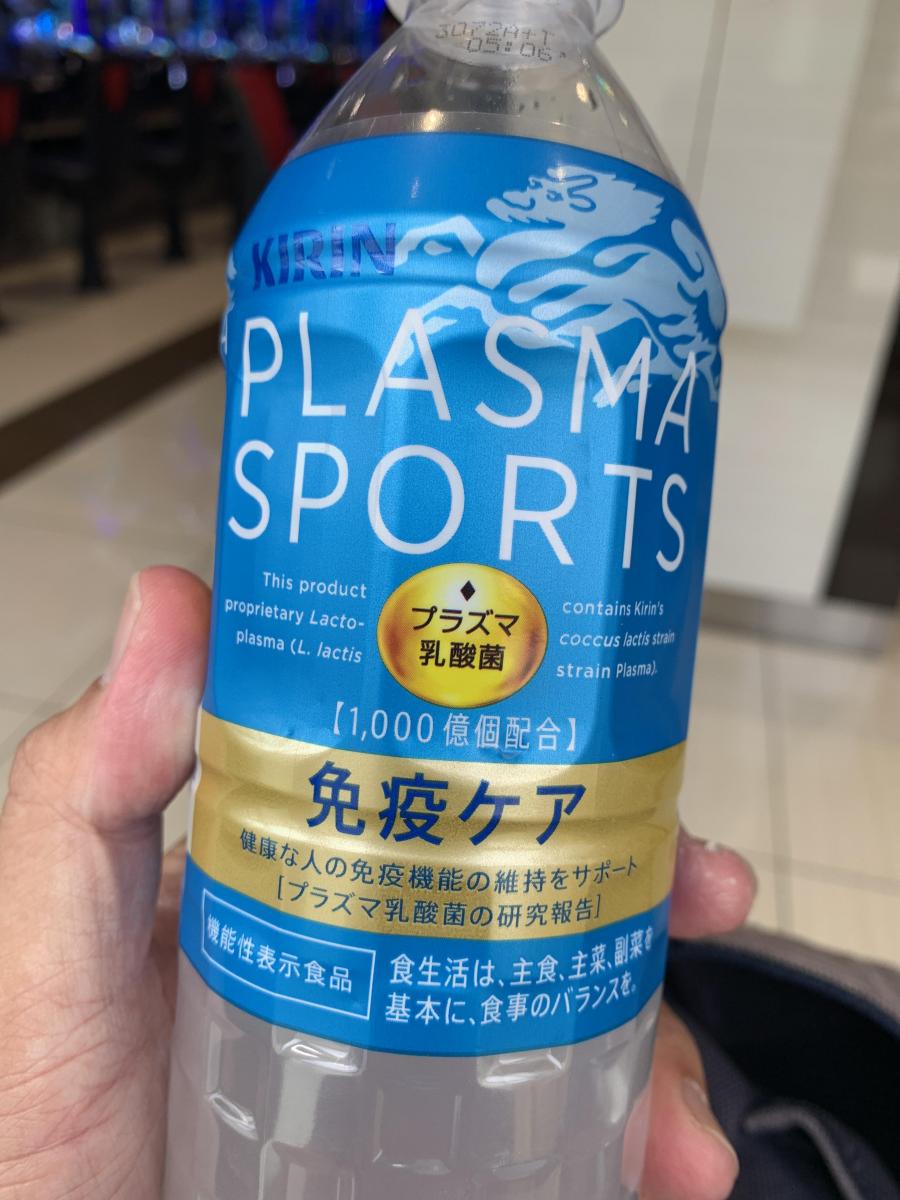 3072A+T
05:06
KIRIN
PLASMA
SPORTS
This product
proprietary Lacto-
plasma (L. lactis
プラズマ
乳酸菌
contains Kirin's
coccus lactis strain
strain Plasma).
【1,000億個配合】
免疫ケア
健康な人の免疫機能の維持をサポート
[プラズマ乳酸菌の研究報告]
機能性表示食品
食生活は、主食、主菜、副菜を
基本に、食事のバランスを。